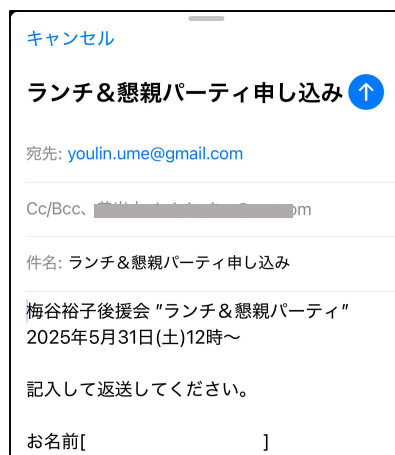 キャンセル
ランチ＆懇親パーティ申し込み
宛先: youlin.ume@gmail.com
Cc/Bcc、
件名: ランチ＆懇親パーティ申し込み
梅谷裕子後援会 ”ランチ＆懇親パーティ”
2025年5月31日(土)12時〜
記入して返送してください。
お名前[ ]